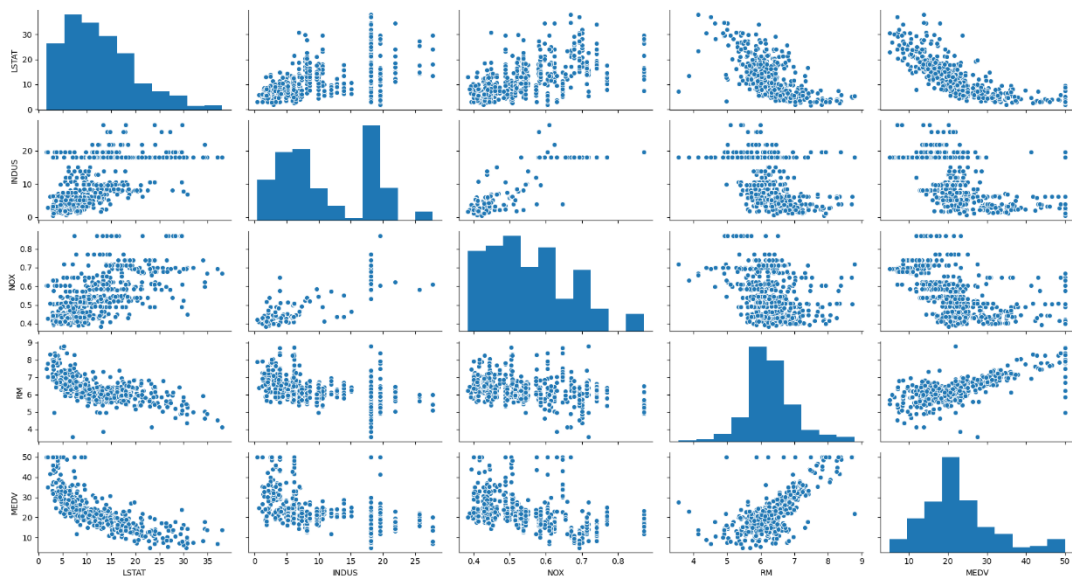 LSTAT
30
20
10
0
INDUS
20
10
0
NOX
0.8
0.7
0.6
0.5
0.4
RM
9
8
7
6
5
4
MEDV
50
40
30
20
10
0 5 10 15 20 25 30 35
LSTAT
0 5 10 15 20 25
INDUS
0.4 0.5 0.6 0.7 0.8
NOX
4 5 6 7 8 9
RM
10 20 30 40 50
MEDV